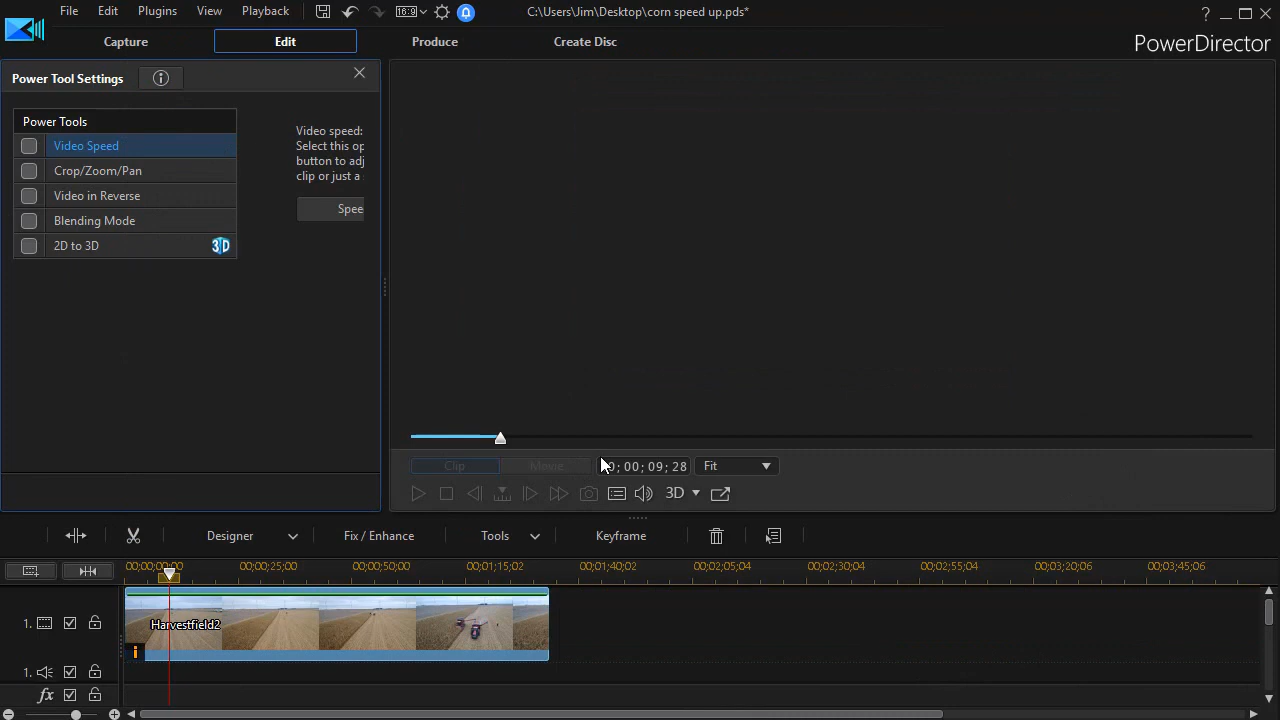 File Edit Plugins View Playback 16:9 C:\Users\Jim\Desktop\corn speed up.pds* ?
Capture Edit Produce Create Disc PowerDirector
Power Tool Settings
Power Tools
Video Speed
Crop/Zoom/Pan
Video in Reverse
Blending Mode
2D to 3D 3D
Video speed:
Select this op
button to adj
clip or just a
Spee
Clip Movie ; 00; 09; 28 Fit
3D
Designer Fix / Enhance Tools Keyframe
00;00;00;00 00;00;25;00 00;00;50;00 00;01;15;02 00;01;40;02 00;02;05;04 00;02;30;04 00;02;55;04 00;03;20;06 00;03;45;06
1. Harvestfield2
1.
fx